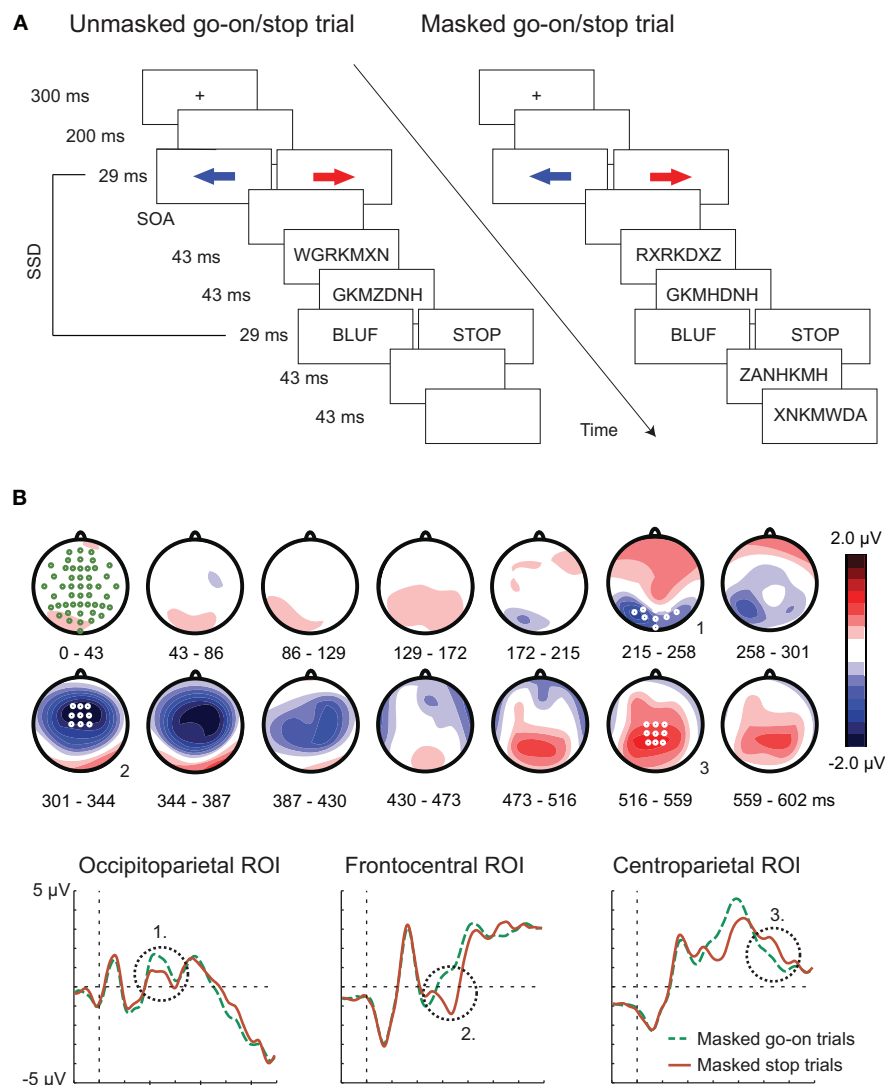 A
Unmasked go-on/stop trial
Masked go-on/stop trial
300 ms
+
+
200 ms
29 ms
SOA
SSD
43 ms
WGRKMXN
RXRKDXZ
43 ms
GKMZDNH
GKMHDNH
29 ms
BLUF
STOP
BLUF
STOP
43 ms
ZANHKMH
43 ms
XNKMWDA
Time
B
2.0 µV
1
0 - 43
43 - 86
86 - 129
129 - 172
172 - 215
215 - 258
258 - 301
2
3
-2.0 µV
301 - 344
344 - 387
387 - 430
430 - 473
473 - 516
516 - 559
559 - 602 ms
Occipitoparietal ROI
Frontocentral ROI
Centroparietal ROI
5 µV
1.
2.
3.
Masked go-on trials
Masked stop trials
-5 µV